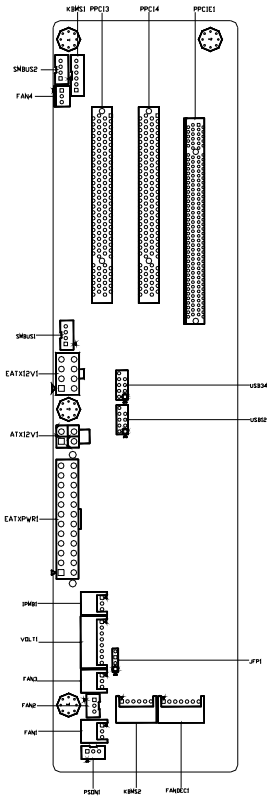 KBMS1 PPCI3 PPCI4 PPCIE1
SMBUS2
FAN4
SMBUS1
EATX12V1
USB34
USB12
ATX12V1
EATXPWR1
IPMB1
VOLT1
JFP1
FAN3
FAN2
FAN1
PSON1 KBMS2 FANDEC1